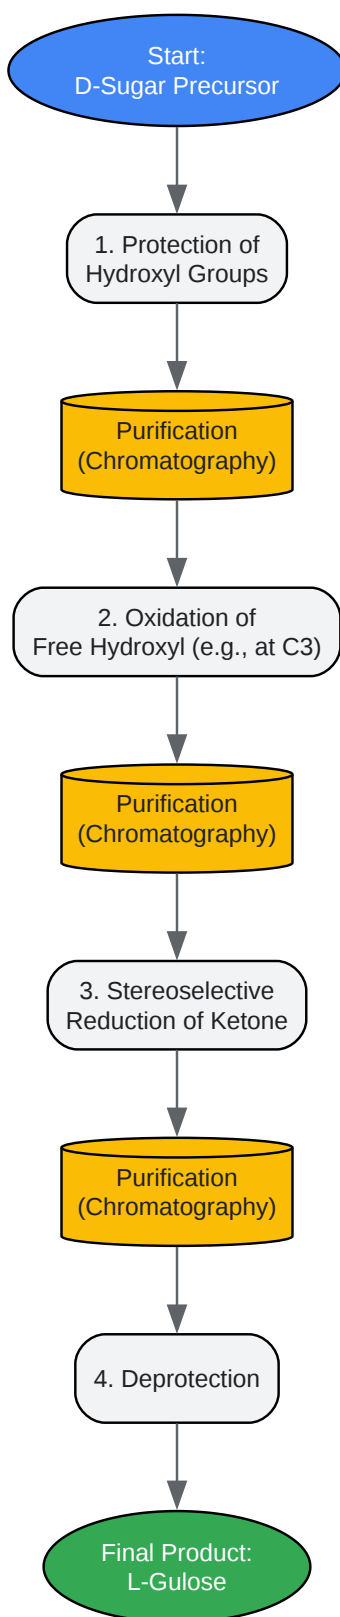 Start:
D-Sugar Precursor
1. Protection of
Hydroxyl Groups
Purification
(Chromatography)
2. Oxidation of
Free Hydroxyl (e.g., at C3)
Purification
(Chromatography)
3. Stereoselective
Reduction of Ketone
Purification
(Chromatography)
4. Deprotection
Final Product:
L-Gulose